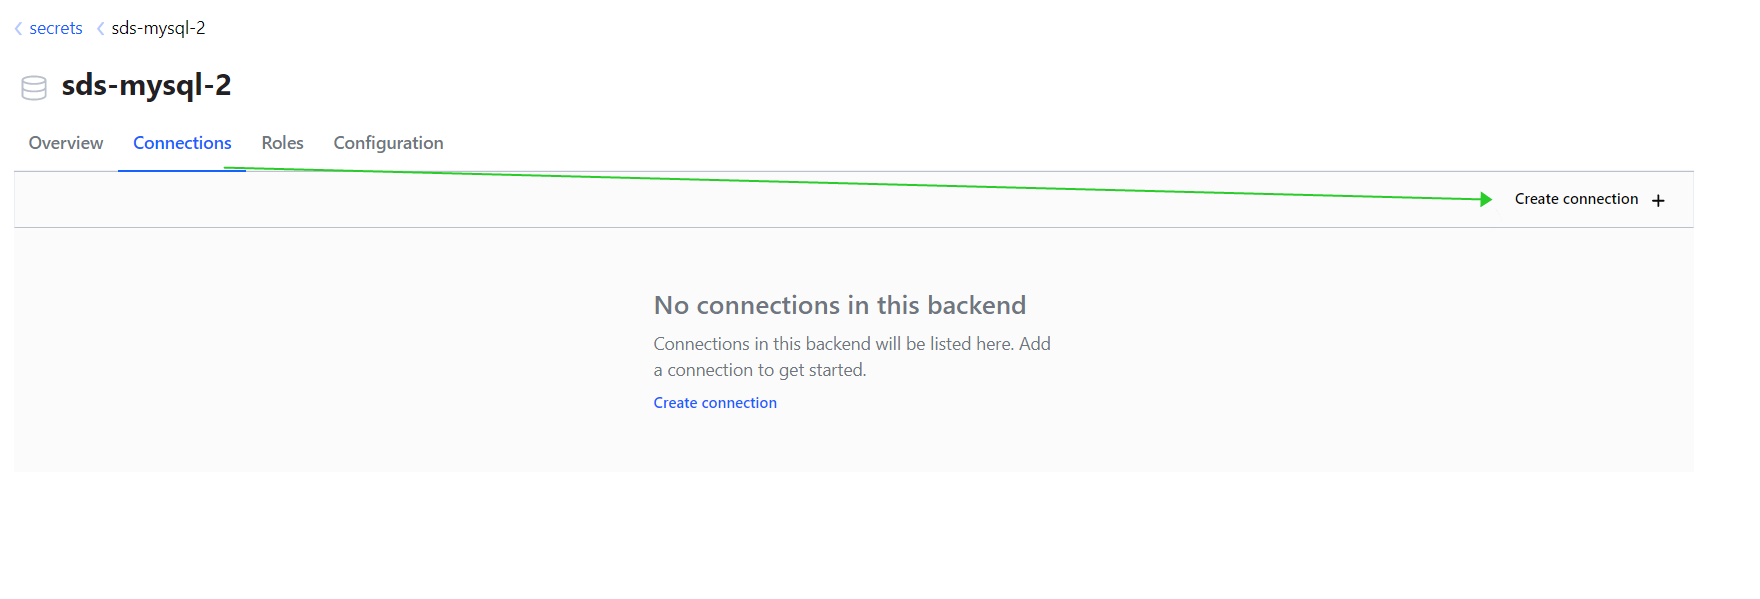 secrets sds-mysql-2
sds-mysql-2
Overview Connections Roles Configuration
Create connection +
No connections in this backend
Connections in this backend will be listed here. Add
a connection to get started.
Create connection